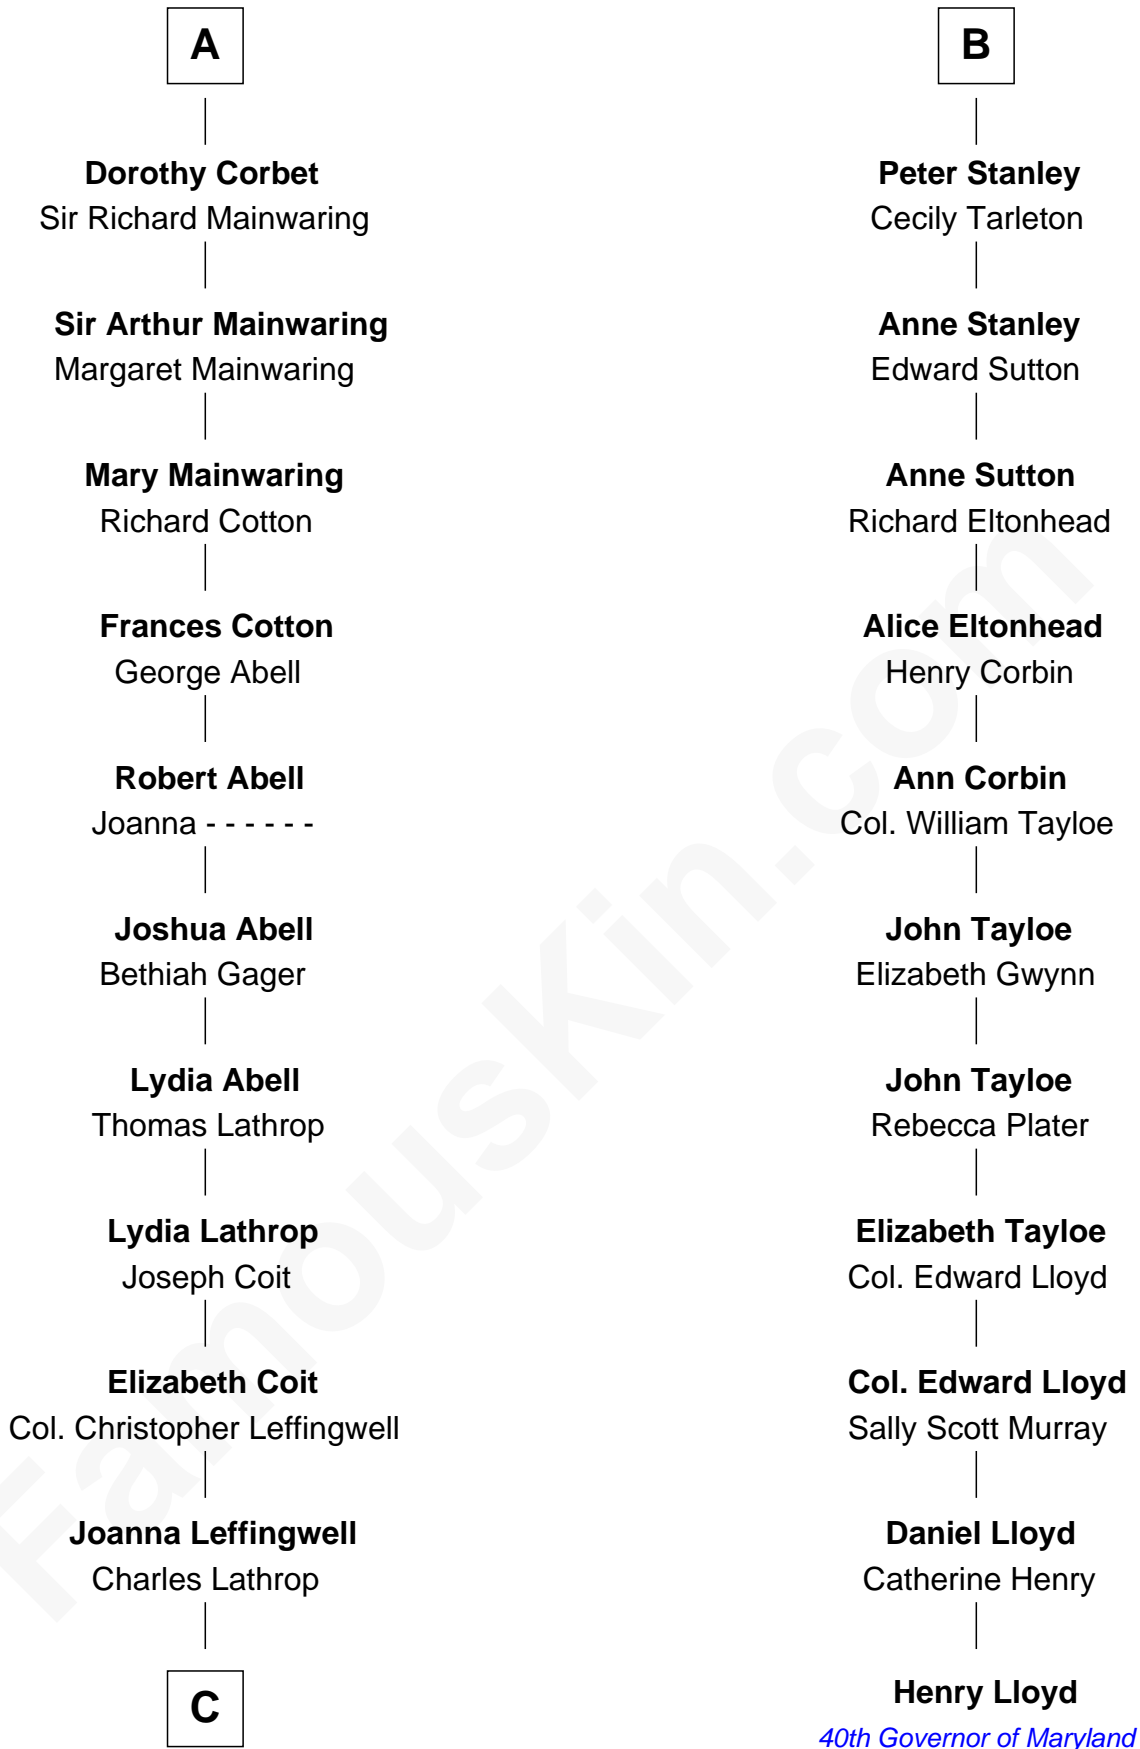 A
Dorothy Corbet
Sir Richard Mainwaring
Sir Arthur Mainwaring
Margaret Mainwaring
Mary Mainwaring
Richard Cotton
Frances Cotton
George Abell
Robert Abell
Joanna - - - - - -
Joshua Abell
Bethiah Gager
Lydia Abell
Thomas Lathrop
Lydia Lathrop
Joseph Coit
Elizabeth Coit
Col. Christopher Leffingwell
Joanna Leffingwell
Charles Lathrop
C
B
Peter Stanley
Cecily Tarleton
Anne Stanley
Edward Sutton
Anne Sutton
Richard Eltonhead
Alice Eltonhead
Henry Corbin
Ann Corbin
Col. William Tayloe
John Tayloe
Elizabeth Gwynn
John Tayloe
Rebecca Plater
Elizabeth Tayloe
Col. Edward Lloyd
Col. Edward Lloyd
Sally Scott Murray
Daniel Lloyd
Catherine Henry
Henry Lloyd
40th Governor of Maryland
FamousKin.com